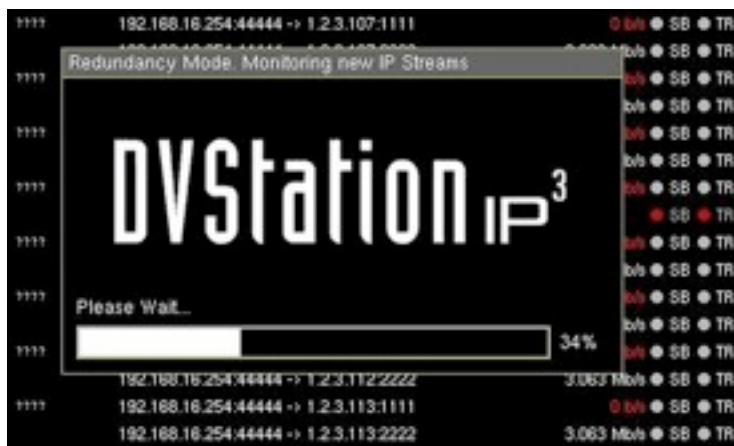 ???? 192.168.16.254:44444 -> 1.2.3.107:1111 0 b/s SB TR
SB TR
Redundancy Mode. Monitoring new IP Streams
???? b/s SB TR
b/s SB TR
???? b/s SB TR
b/s SB TR
DVStation IP³
???? b/s SB TR
SB TR
???? b/s SB TR
b/s SB TR
???? b/s SB TR
Please Wait...
b/s SB TR
34%
???? b/s SB TR
192.168.16.254:44444 -> 1.2.3.112:2222 3.063 Mb/s SB TR
???? 192.168.16.254:44444 -> 1.2.3.113:1111 0 b/s SB TR
192.168.16.254:44444 -> 1.2.3.113:2222 3.063 Mb/s SB TR